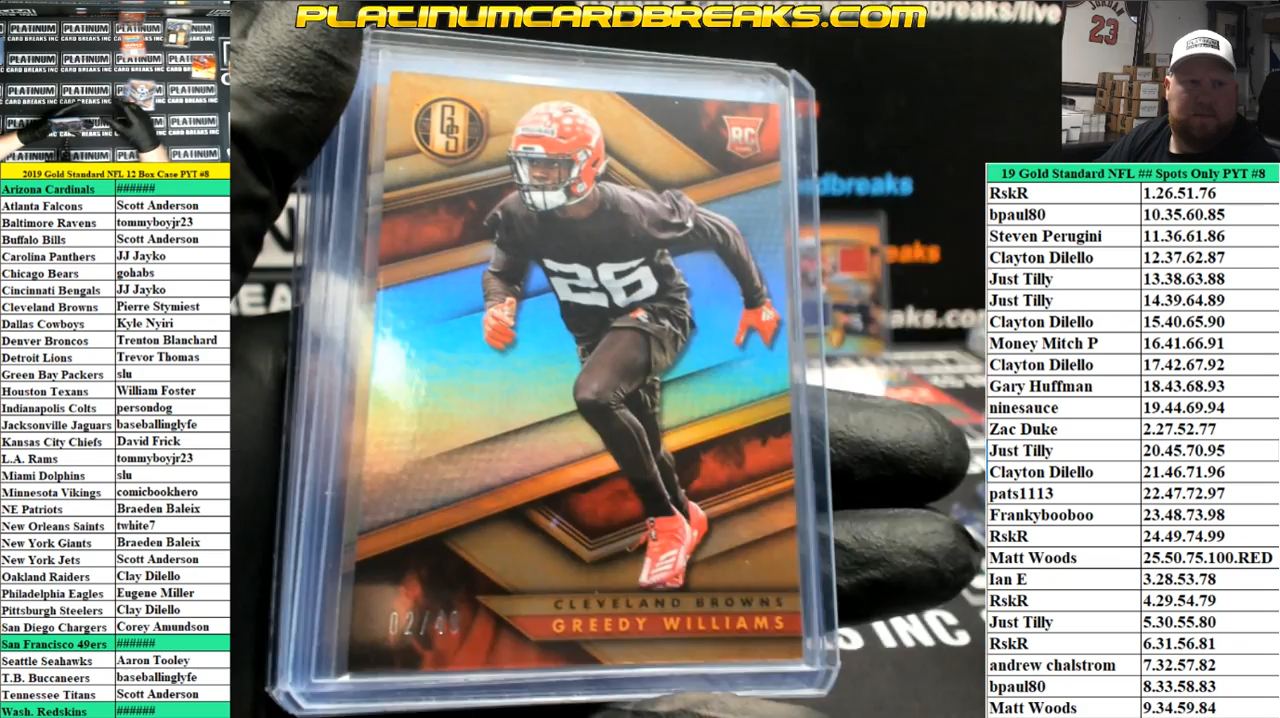 PLATINUMCARDBREAKS.COM
2019 Gold Standard NFL 12 Box Case PYT #8
Arizona Cardinals ######
Atlanta Falcons Scott Anderson
Baltimore Ravens tommyboyjr23
Buffalo Bills Scott Anderson
Carolina Panthers JJ Jayko
Chicago Bears gohabs
Cincinnati Bengals JJ Jayko
Cleveland Browns Pierre Stymiest
Dallas Cowboys Kyle Nyiri
Denver Broncos Trenton Blanchard
Detroit Lions Trevor Thomas
Green Bay Packers slu
Houston Texans William Foster
Indianapolis Colts persondog
Jacksonville Jaguars baseballinglyfe
Kansas City Chiefs David Frick
L.A. Rams tommyboyjr23
Miami Dolphins slu
Minnesota Vikings comicbookhero
NE Patriots Braeden Baleix
New Orleans Saints twhite7
New York Giants Braeden Baleix
New York Jets Scott Anderson
Oakland Raiders Clay Dilello
Philadelphia Eagles Eugene Miller
Pittsburgh Steelers Clay Dilello
San Diego Chargers Corey Amundson
San Francisco 49ers ######
Seattle Seahawks Aaron Tooley
T.B. Buccaneers baseballinglyfe
Tennessee Titans Scott Anderson
Wash. Redskins ######
GS
RC
26
CLEVELAND BROWNS
GREEDY WILLIAMS
breaks/live
dbreaks
eaks
aks.co
S INC
JORDAN
23
19 Gold Standard NFL ## Spots Only PYT #8
RskR 1.26.51.76
bpaul80 10.35.60.85
Steven Perugini 11.36.61.86
Clayton Dilello 12.37.62.87
Just Tilly 13.38.63.88
Just Tilly 14.39.64.89
Clayton Dilello 15.40.65.90
Money Mitch P 16.41.66.91
Clayton Dilello 17.42.67.92
Gary Huffman 18.43.68.93
ninesauce 19.44.69.94
Zac Duke 2.27.52.77
Just Tilly 20.45.70.95
Clayton Dilello 21.46.71.96
pats1113 22.47.72.97
Frankybooboo 23.48.73.98
RskR 24.49.74.99
Matt Woods 25.50.75.100.RED
Ian E 3.28.53.78
RskR 4.29.54.79
Just Tilly 5.30.55.80
RskR 6.31.56.81
andrew chalstrom 7.32.57.82
bpaul80 8.33.58.83
Matt Woods 9.34.59.84